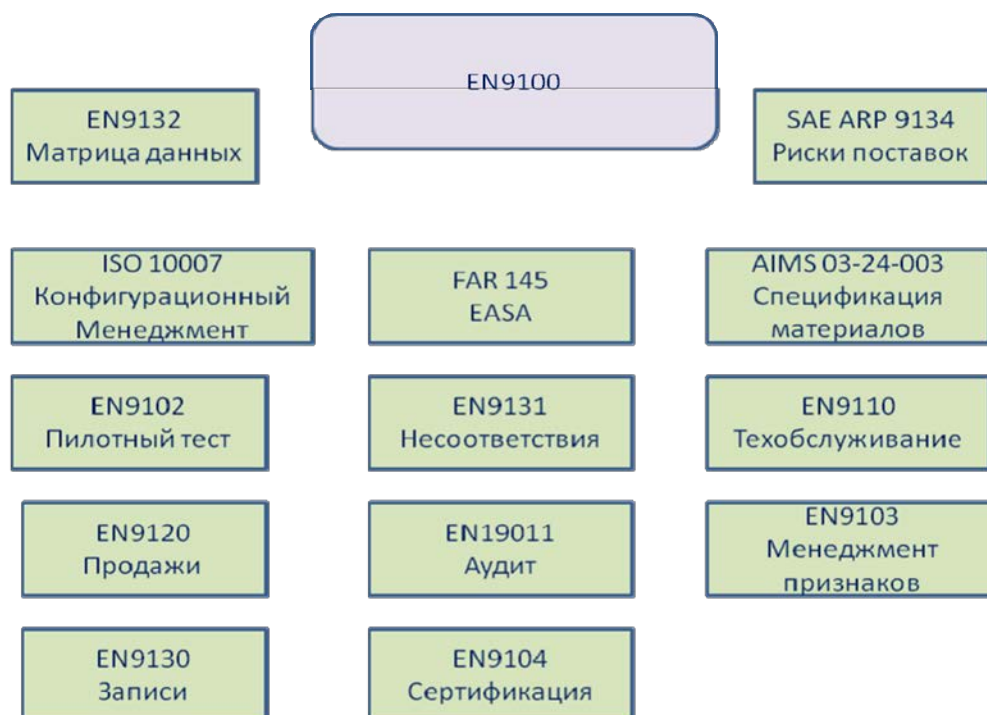 EN9100
EN9132
Матрица данных
SAE ARP 9134
Риски поставок
ISO 10007
Конфигурационный
Менеджмент
FAR 145
EASA
AIMS 03-24-003
Спецификация
материалов
EN9102
Пилотный тест
EN9131
Несоответствия
EN9110
Техобслуживание
EN9120
Продажи
EN19011
Аудит
EN9103
Менеджмент
признаков
EN9130
Записи
EN9104
Сертификация